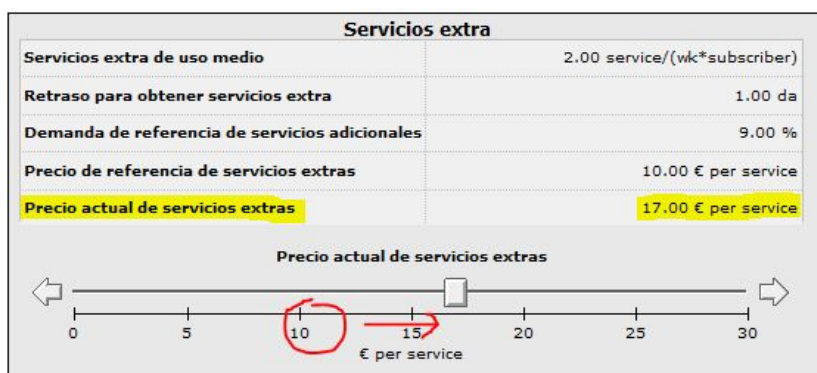 Servicios extra
Servicios extra de uso medio 2.00 service/(wk*subscriber)
Retraso para obtener servicios extra 1.00 da
Demanda de referencia de servicios adicionales 9.00 %
Precio de referencia de servicios extras 10.00 € per service
Precio actual de servicios extras 17.00 € per service
Precio actual de servicios extras
0 5 10 15 20 25 30
€ per service